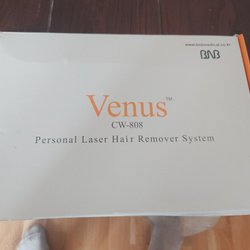 BNB
Venus™
CW-808
Personal Laser Hair Remover System